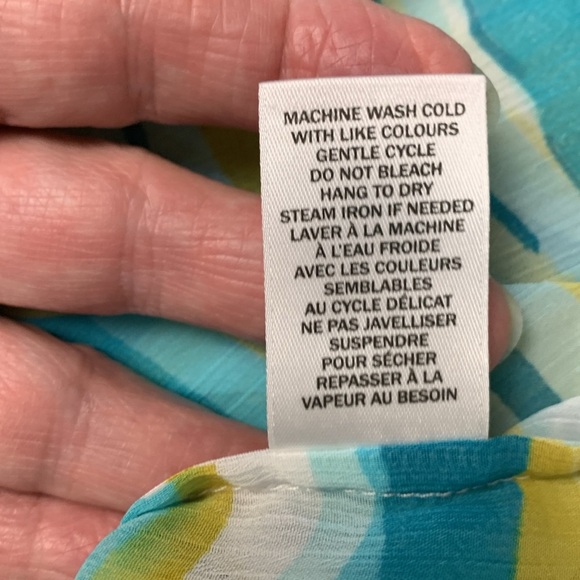 MACHINE WASH COLD
WITH LIKE COLOURS
GENTLE CYCLE
DO NOT BLEACH
HANG TO DRY
STEAM IRON IF NEEDED
LAVER À LA MACHINE
À L'EAU FROIDE
AVEC LES COULEURS
SEMBLABLES
AU CYCLE DÉLICAT
NE PAS JAVELLISER
SUSPENDRE
POUR SÉCHER
REPASSER À LA
VAPEUR AU BESOIN